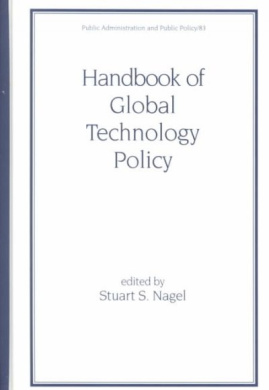 Public Administration and Public Policy/83
Handbook of
Global
Technology
Policy
edited by
Stuart S. Nagel